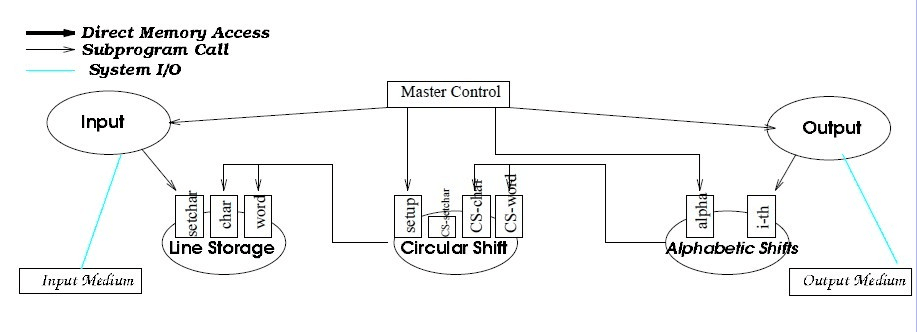 Direct Memory Access
Subprogram Call
System I/O
Master Control
Input
Output
setchar
char
word
setup
CS-setchar
CS-char
CS-word
alpha
i-th
Line Storage
Circular Shift
Alphabetic Shifts
Input Medium
Output Medium